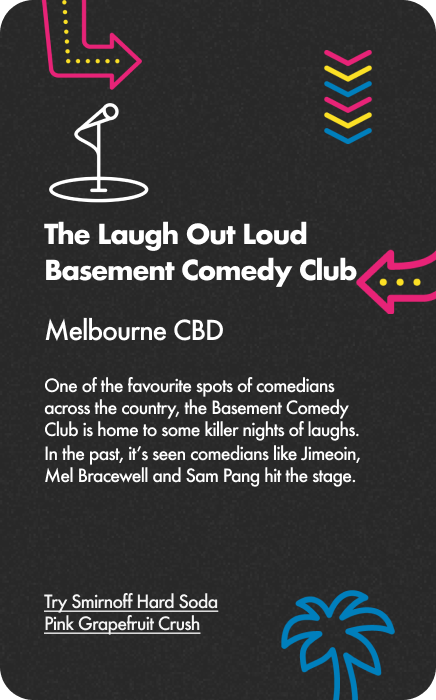 The Laugh Out Loud
Basement Comedy Club
Melbourne CBD
One of the favourite spots of comedians
across the country, the Basement Comedy
Club is home to some killer nights of laughs.
In the past, it’s seen comedians like Jimeoin,
Mel Bracewell and Sam Pang hit the stage.
Try Smirnoff Hard Soda
Pink Grapefruit Crush